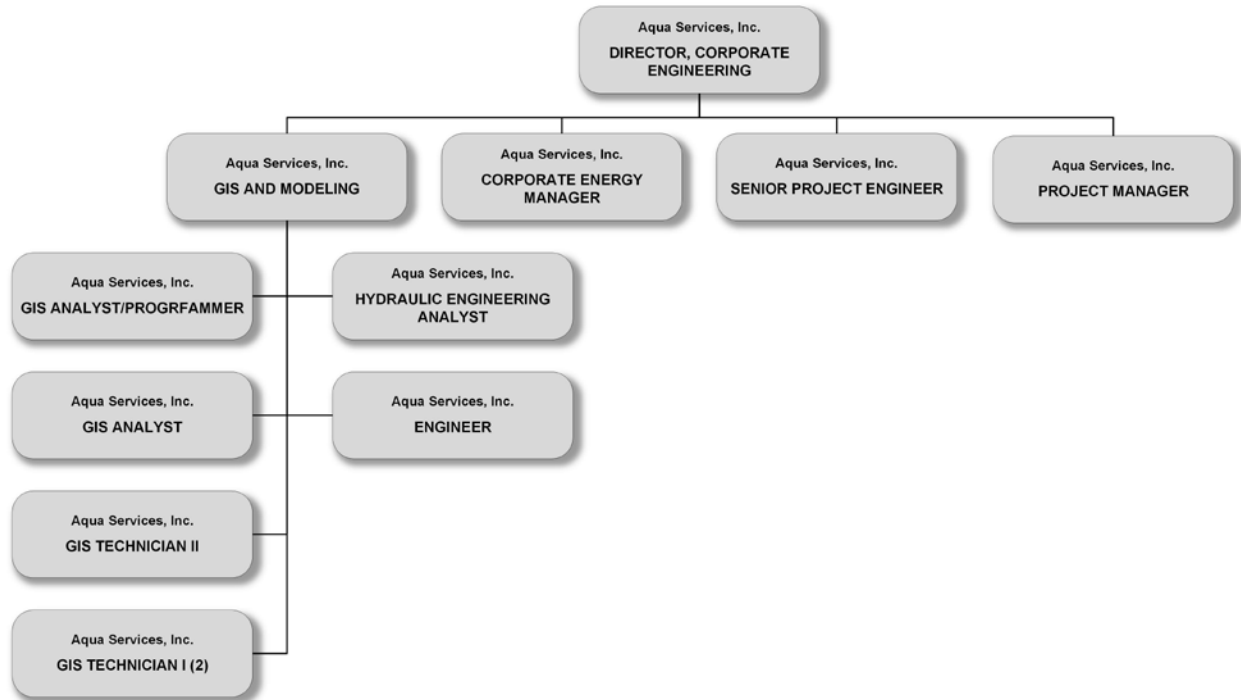 Aqua Services, Inc.
DIRECTOR, CORPORATE
ENGINEERING
Aqua Services, Inc.
GIS AND MODELING
Aqua Services, Inc.
CORPORATE ENERGY
MANAGER
Aqua Services, Inc.
SENIOR PROJECT ENGINEER
Aqua Services, Inc.
PROJECT MANAGER
Aqua Services, Inc.
GIS ANALYST/PROGRFAMMER
Aqua Services, Inc.
HYDRAULIC ENGINEERING
ANALYST
Aqua Services, Inc.
GIS ANALYST
Aqua Services, Inc.
ENGINEER
Aqua Services, Inc.
GIS TECHNICIAN II
Aqua Services, Inc.
GIS TECHNICIAN I (2)